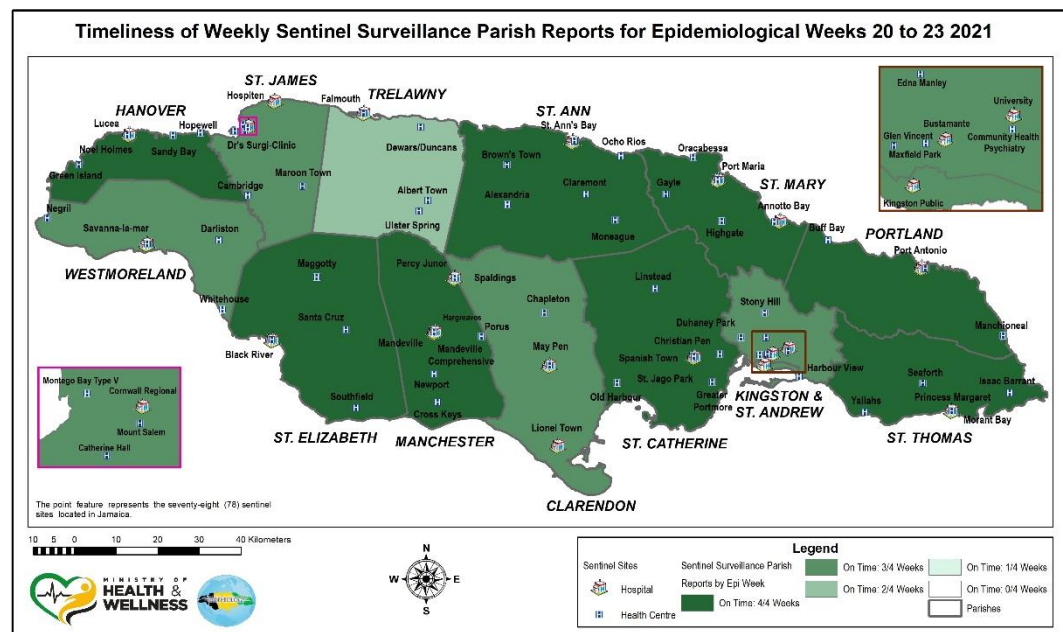 Timeliness of Weekly Sentinel Surveillance Parish Reports for Epidemiological Weeks 20 to 23 2021
ST. JAMES
Hospiten
TRELAWNY
Falmouth
HANOVER
Lucea
Hopewell
Noel Holmes
Sandy Bay
Green Island
Dr's Surgi-Clinic
Cambridge
Maroon Town
Dewars/Duncans
Albert Town
Ulster Spring
ST. ANN
St. Ann's Bay
Ocho Rios
Brown's Town
Alexandria
Claremont
Moneague
Oracabessa
Port Maria
Gayle
ST. MARY
Annotto Bay
Highgate
Buff Bay
PORTLAND
Port Antonio
Manchioneal
Edna Manley
University
Bustamante
Glen Vincent
Community Health
Psychiatry
Maxfield Park
Kingston Public
Negril
Savanna-la-mar
Darliston
WESTMORELAND
Whitehouse
Maggotty
Santa Cruz
Black River
Southfield
ST. ELIZABETH
Percy Junor
Spaldings
Hargreaves
Mandeville
Porus
Mandeville
Comprehensive
Newport
Cross Keys
MANCHESTER
Chapleton
May Pen
Lionel Town
CLARENDON
Linstead
Christian Pen
Spanish Town
St. Jago Park
Old Harbour
Greater
Portmore
ST. CATHERINE
Stony Hill
Duhaney Park
Harbour View
KINGSTON &
ST. ANDREW
Seaforth
Isaac Barrant
Princess Margaret
Yallahs
Morant Bay
ST. THOMAS
Montego Bay Type V
Cornwall Regional
Mount Salem
Catherine Hall
The point feature represents the seventy-eight (78) sentinel
sites located in Jamaica.
10 5 0 10 20 30 40 Kilometers
MINISTRY OF
HEALTH &
WELLNESS
N
W E
S
Legend
Sentinel Sites
Hospital
Health Centre
Sentinel Surveillance Parish
Reports by Epi Week
On Time: 4/4 Weeks
On Time: 3/4 Weeks
On Time: 2/4 Weeks
On Time: 1/4 Weeks
On Time: 0/4 Weeks
Parishes